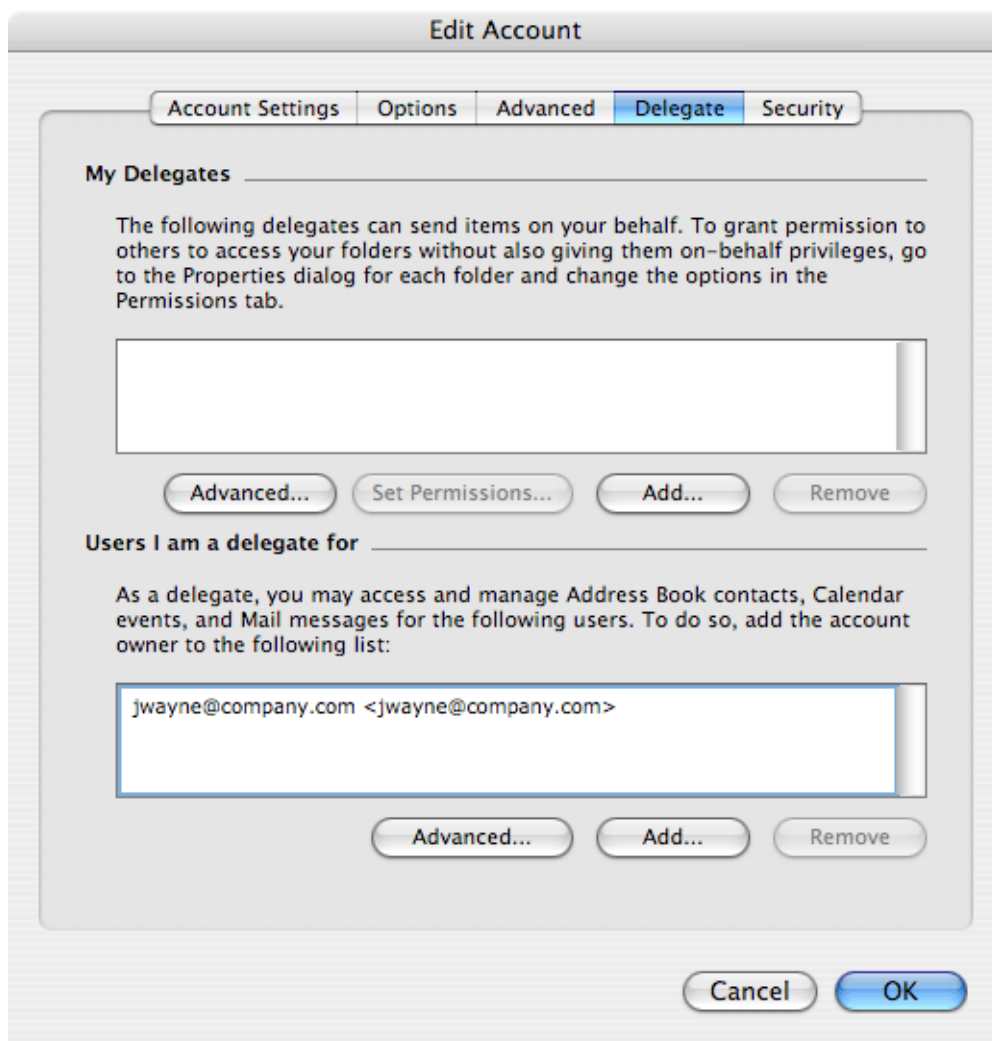 Edit Account
Account Settings Options Advanced Delegate Security
My Delegates
The following delegates can send items on your behalf. To grant permission to
others to access your folders without also giving them on-behalf privileges, go
to the Properties dialog for each folder and change the options in the
Permissions tab.
Advanced... Set Permissions... Add... Remove
Users I am a delegate for
As a delegate, you may access and manage Address Book contacts, Calendar
events, and Mail messages for the following users. To do so, add the account
owner to the following list:
jwayne@company.com <jwayne@company.com>
Advanced... Add... Remove
Cancel OK